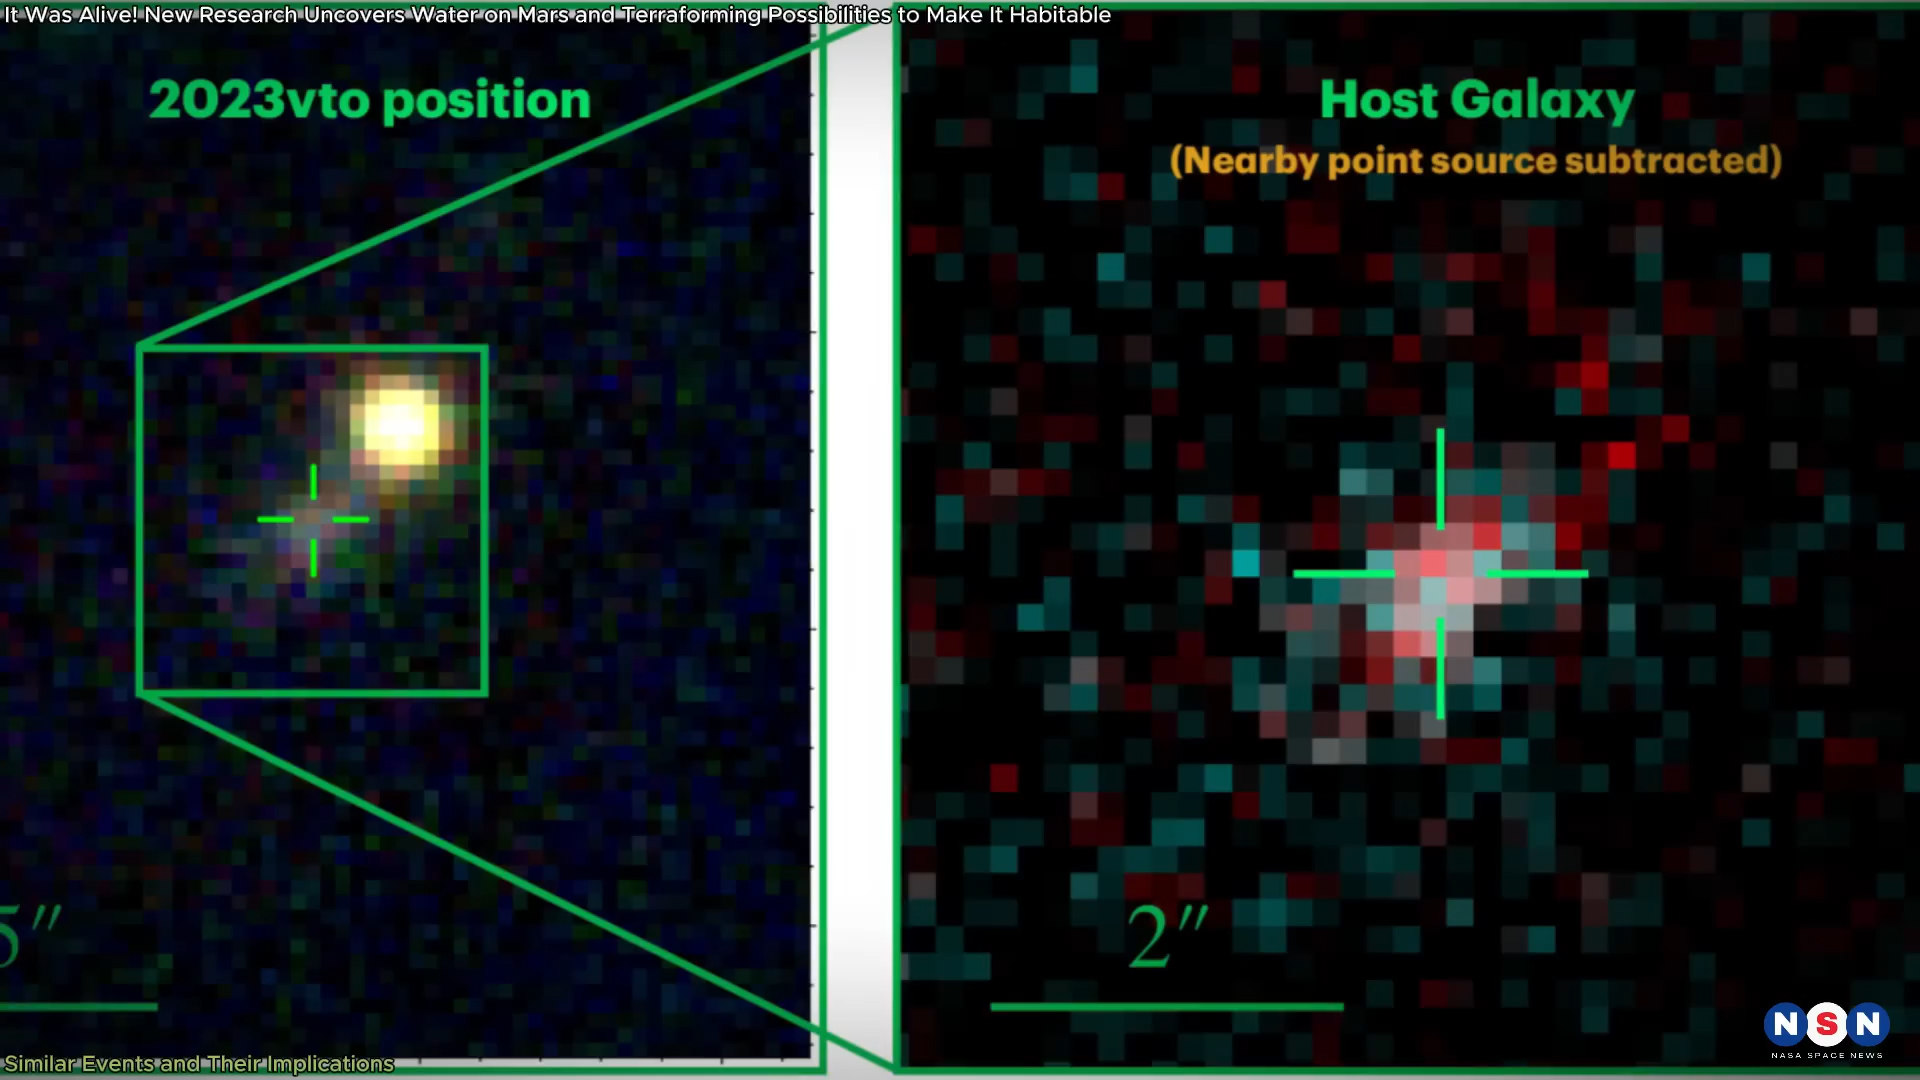 It Was Alive! New Research Uncovers Water on Mars and Terraforming Possibilities to Make It Habitable
2023vto position
Host Galaxy
(Nearby point source subtracted)
5″
2″
NSN
NASA SPACE NEWS
Similar Events and Their Implications